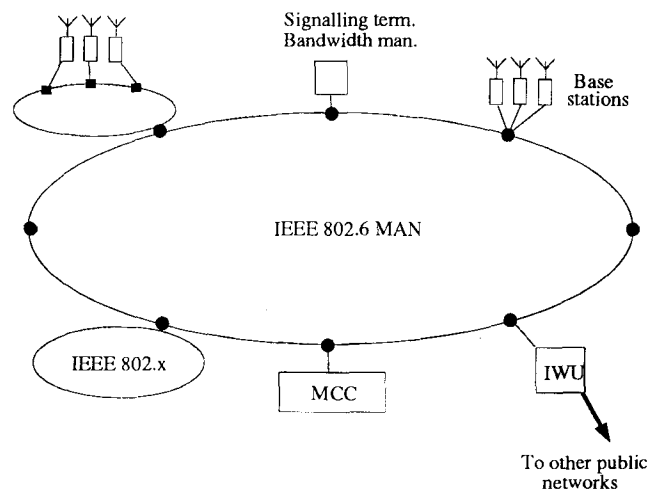 Signalling term.
Bandwidth man.
Base
stations
IEEE 802.6 MAN
IEEE 802.x
MCC
IWU
To other public
networks